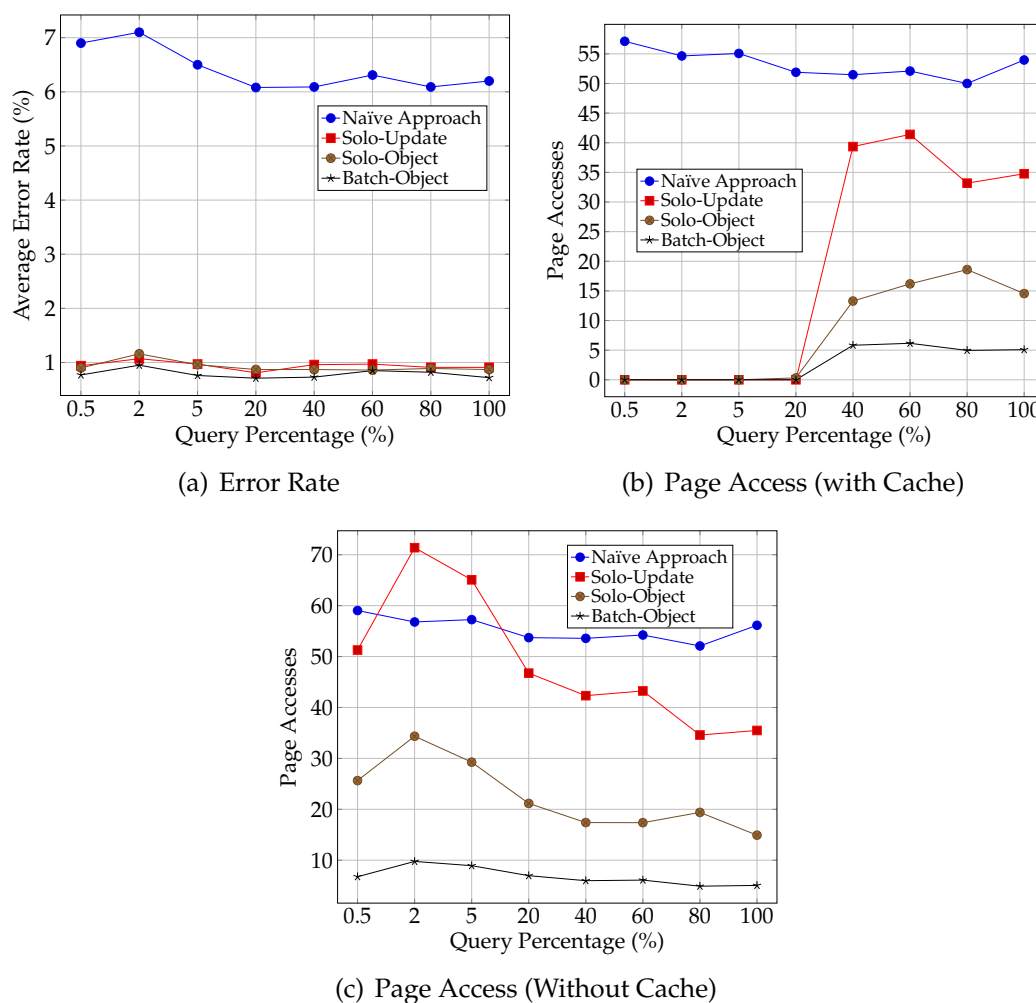 7
6
5
4
3
2
1
Average Error Rate (%)
Naïve Approach
Solo-Update
Solo-Object
Batch-Object
0.5 2 5 20 40 60 80 100
Query Percentage (%)
(a) Error Rate
55
50
45
40
35
30
25
20
15
10
5
0
Page Accesses
Naïve Approach
Solo-Update
Solo-Object
Batch-Object
0.5 2 5 20 40 60 80 100
Query Percentage (%)
(b) Page Access (with Cache)
70
60
50
40
30
20
10
Page Accesses
Naïve Approach
Solo-Update
Solo-Object
Batch-Object
0.5 2 5 20 40 60 80 100
Query Percentage (%)
(c) Page Access (Without Cache)